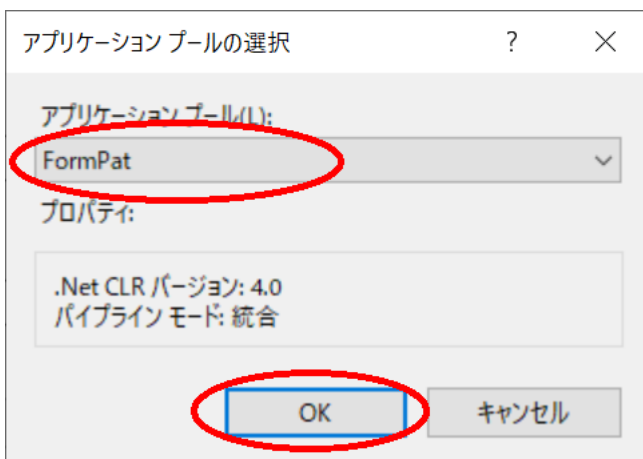 アプリケーション プールの選択
?
アプリケーション プール(L):
FormPat
プロパティ:
.Net CLR バージョン: 4.0
パイプライン モード: 統合
OK
キャンセル